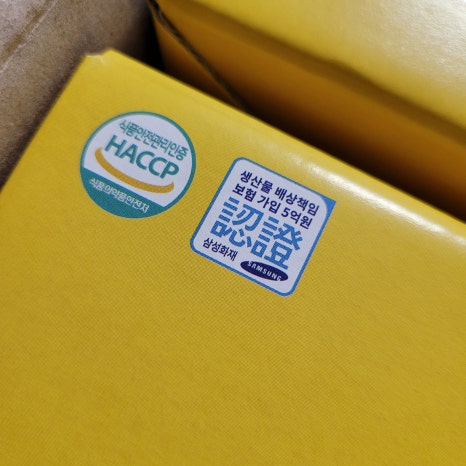 식품안전관리인증
HACCP
식품의약품안전처
생산물 배상책임
보험 가입 5억원
認證
삼성화재
SAMSUNG